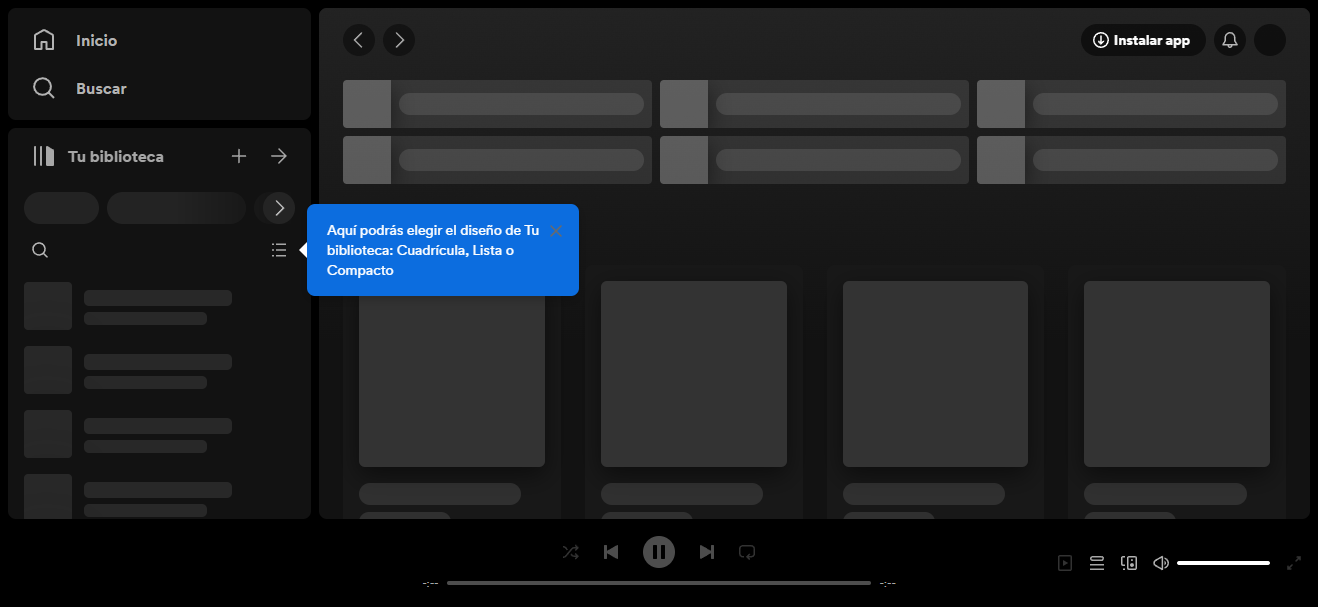 Inicio
Buscar
Tu biblioteca
Instalar app
Aquí podrás elegir el diseño de Tu
biblioteca: Cuadrícula, Lista o
Compacto
-:--
-:--